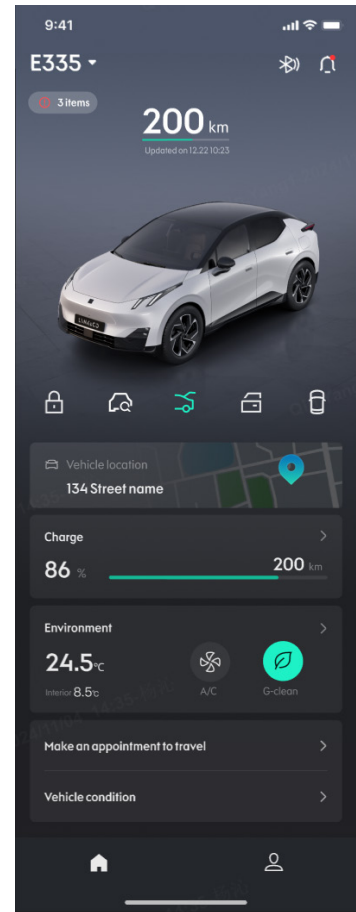 9:41
E335
3 items
200 km
Updated on 12.22 10:23
Vehicle location
134 Street name
Charge
86 %
200 km
Environment
24.5°C
Interior 8.5°c
A/C
G-clean
Make an appointment to travel
Vehicle condition